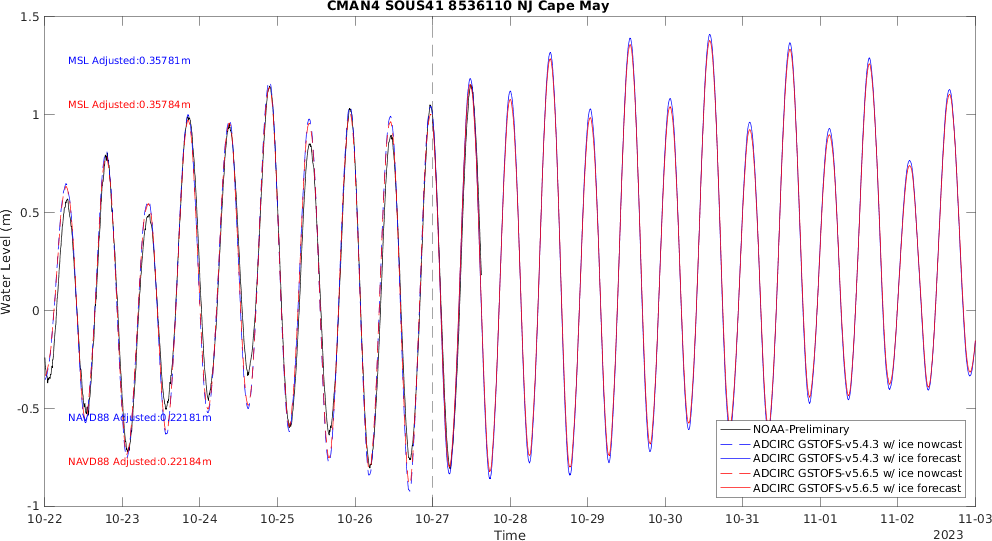 CMAN4 SOUS41 8536110 NJ Cape May
1.5
MSL Adjusted:0.35781m
MSL Adjusted:0.35784m
1
0.5
Water Level (m)
0
-0.5
NAVD88 Adjusted:0.22181m
NAVD88 Adjusted:0.22184m
-1
NOAA-Preliminary
ADCIRC GSTOFS-v5.4.3 w/ ice nowcast
ADCIRC GSTOFS-v5.4.3 w/ ice forecast
ADCIRC GSTOFS-v5.6.5 w/ ice nowcast
ADCIRC GSTOFS-v5.6.5 w/ ice forecast
10-22 10-23 10-24 10-25 10-26 10-27 10-28 10-29 10-30 10-31 11-01 11-02 11-03
Time
2023